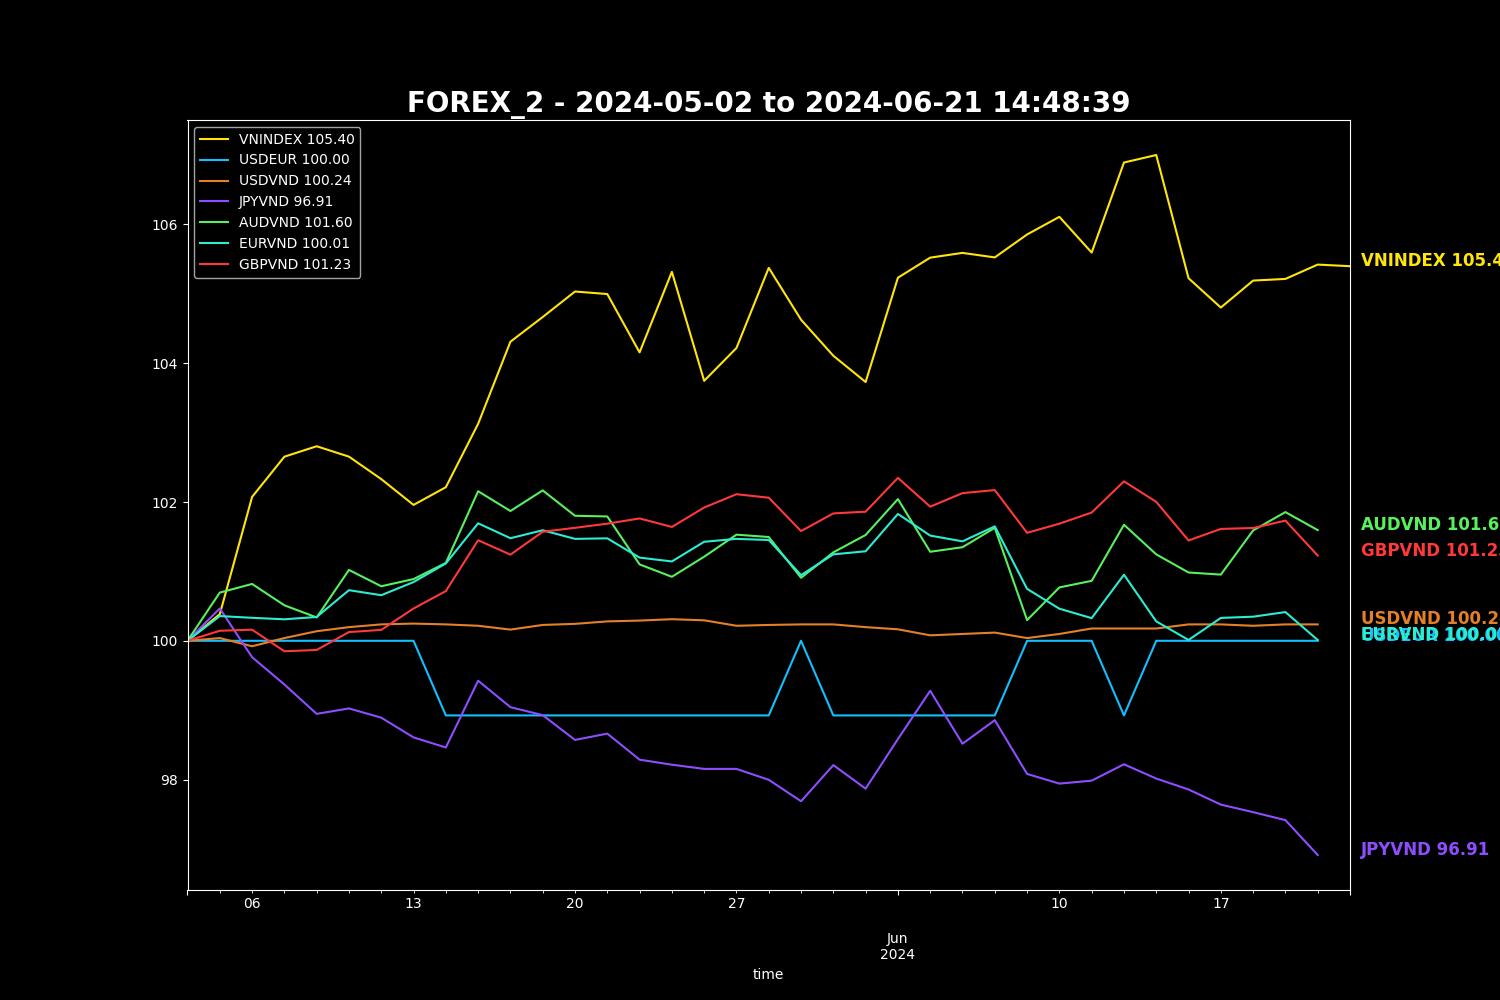 FOREX_2 - 2024-05-02 to 2024-06-21 14:48:39
VNINDEX 105.40
USDEUR 100.00
USDVND 100.24
JPYVND 96.91
AUDVND 101.60
EURVND 100.01
GBPVND 101.23
106
104
102
100
98
VNINDEX 105.4
AUDVND 101.6
GBPVND 101.2
USDVND 100.2
JPYVND 96.91
06
13
20
27
10
17
Jun
2024
time